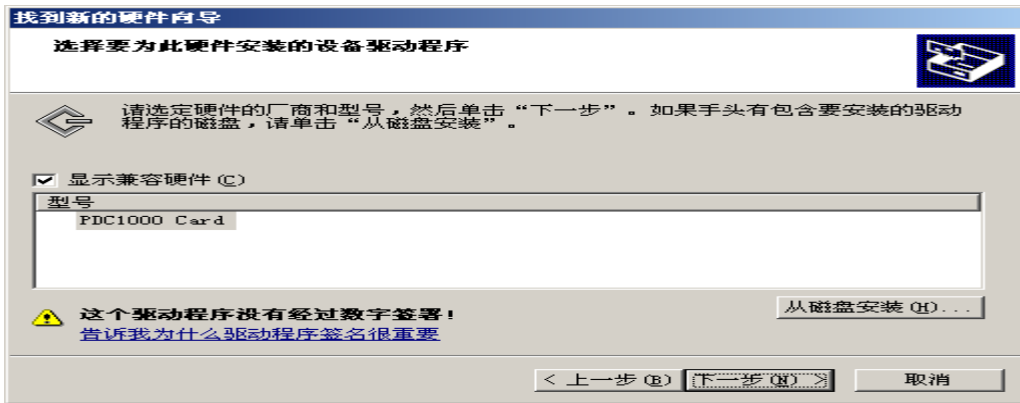 找到新的硬件向导
选择要为此硬件安装的设备驱动程序
请选定硬件的厂商和型号，然后单击“下一步”。如果手头有包含要安装的驱动
程序的磁盘，请单击“从磁盘安装”。
显示兼容硬件(C)
型号
PDC1000 Card
这个驱动程序没有经过数字签署!
从磁盘安装(H)...
告诉我为什么驱动程序签名很重要
< 上一步(B) 下一步(N) > 取消